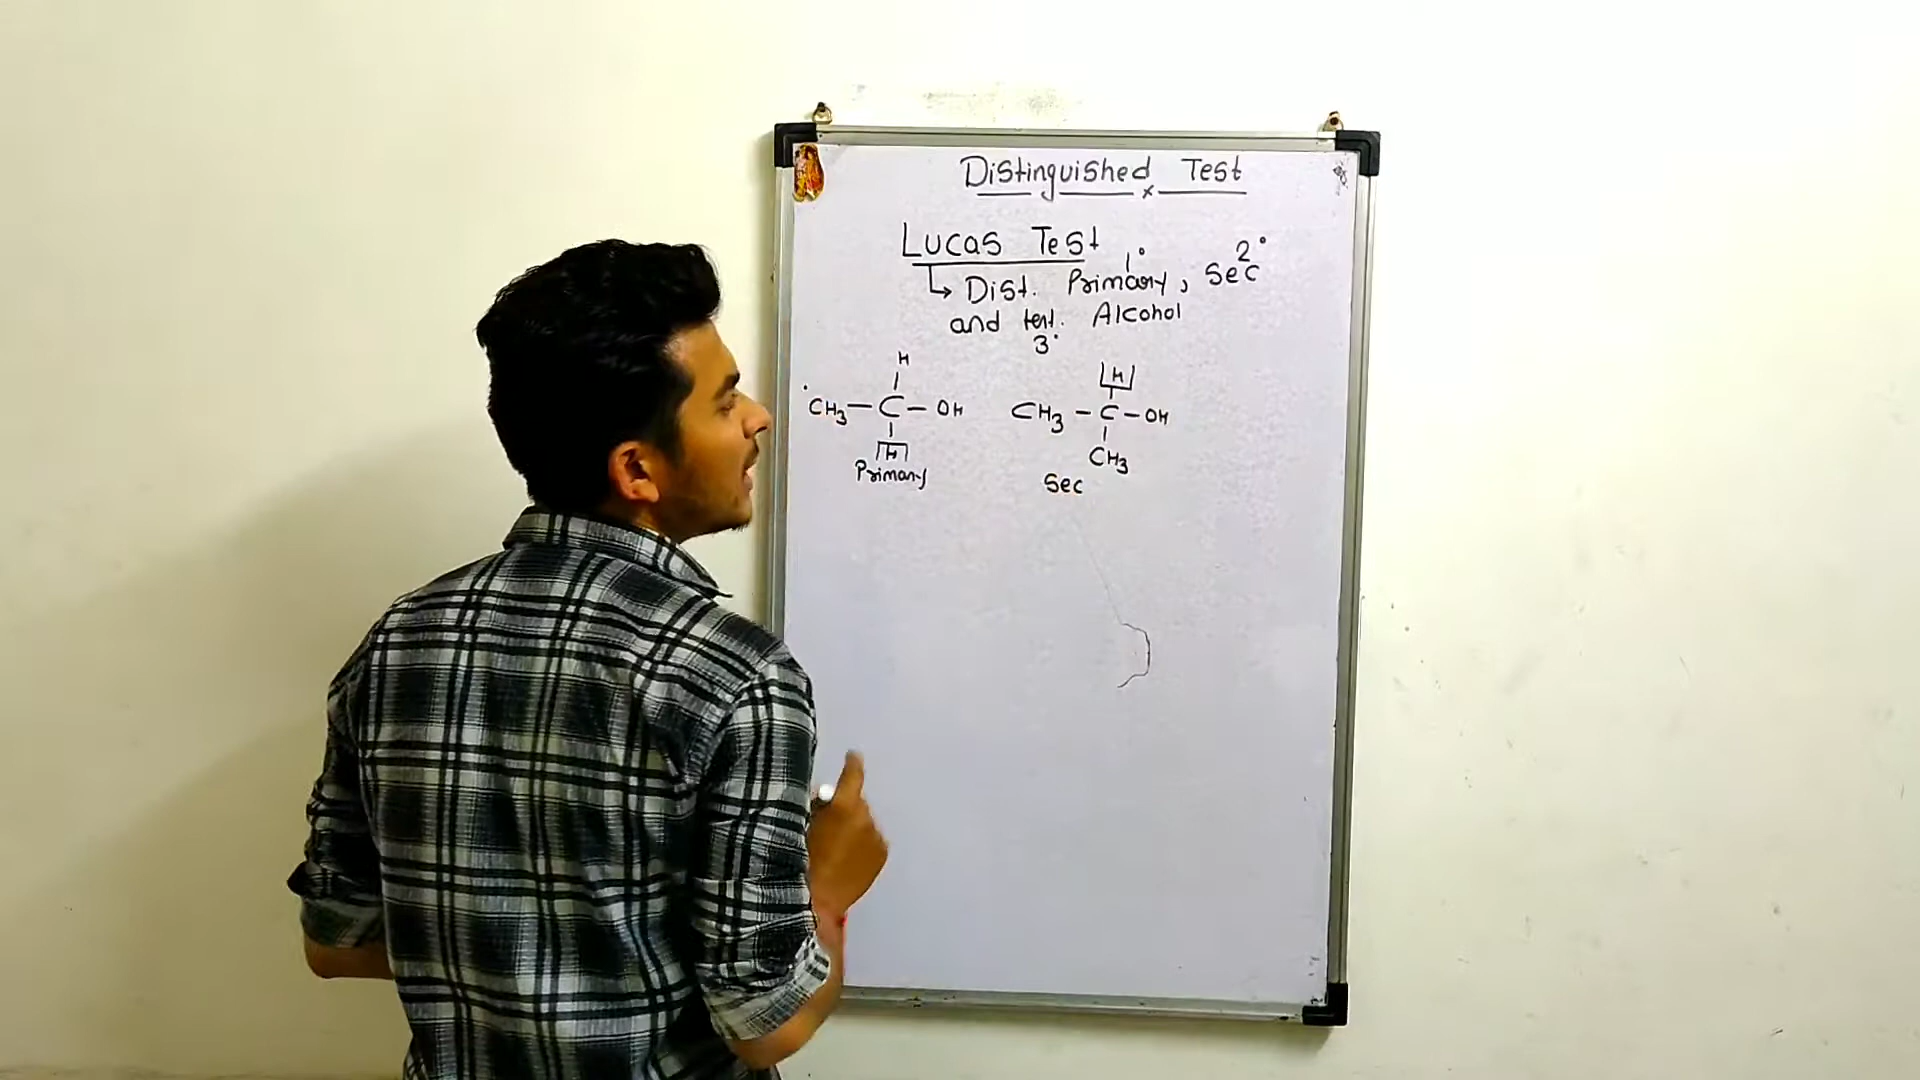 Distinguished Test
Lucas Test
1° 2°
↳ Dist. Primary, Sec
and tert. Alcohol
3°
H [H]
CH3 — C — OH CH3 — C — OH
[H] CH3
Primary Sec